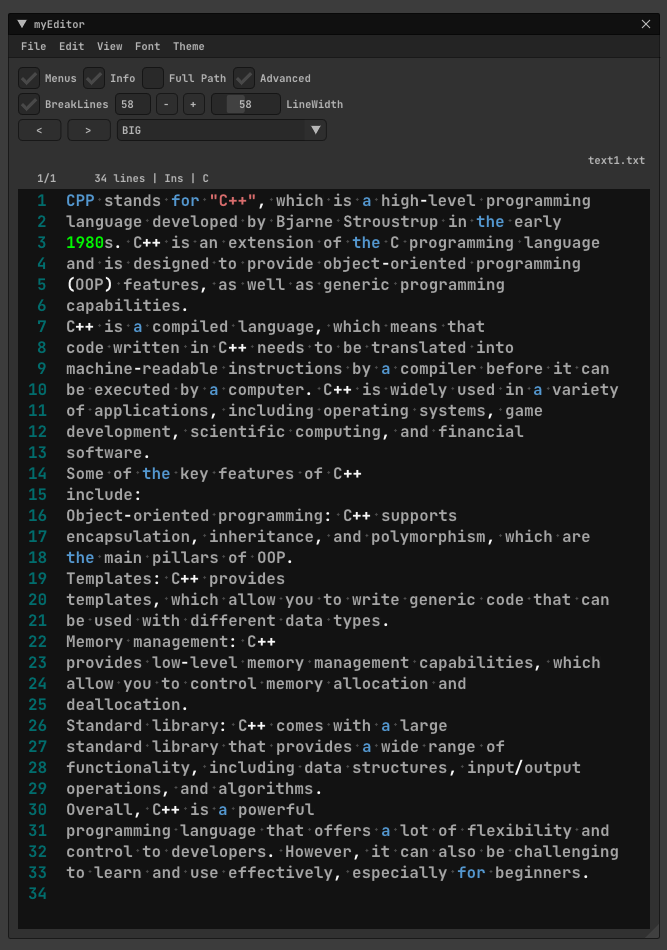 myEditor
File Edit View Font Theme
Menus Info Full Path Advanced
BreakLines 58 - + 58 LineWidth
< > BIG
text1.txt
1/1 34 lines | Ins | C
1 CPP stands for "C++", which is a high-level programming
2 language developed by Bjarne Stroustrup in the early
3 1980s. C++ is an extension of the C programming language
4 and is designed to provide object-oriented programming
5 (OOP) features, as well as generic programming
6 capabilities.
7 C++ is a compiled language, which means that
8 code written in C++ needs to be translated into
9 machine-readable instructions by a compiler before it can
10 be executed by a computer. C++ is widely used in a variety
11 of applications, including operating systems, game
12 development, scientific computing, and financial
13 software.
14 Some of the key features of C++
15 include:
16 Object-oriented programming: C++ supports
17 encapsulation, inheritance, and polymorphism, which are
18 the main pillars of OOP.
19 Templates: C++ provides
20 templates, which allow you to write generic code that can
21 be used with different data types.
22 Memory management: C++
23 provides low-level memory management capabilities, which
24 allow you to control memory allocation and
25 deallocation.
26 Standard library: C++ comes with a large
27 standard library that provides a wide range of
28 functionality, including data structures, input/output
29 operations, and algorithms.
30 Overall, C++ is a powerful
31 programming language that offers a lot of flexibility and
32 control to developers. However, it can also be challenging
33 to learn and use effectively, especially for beginners.
34